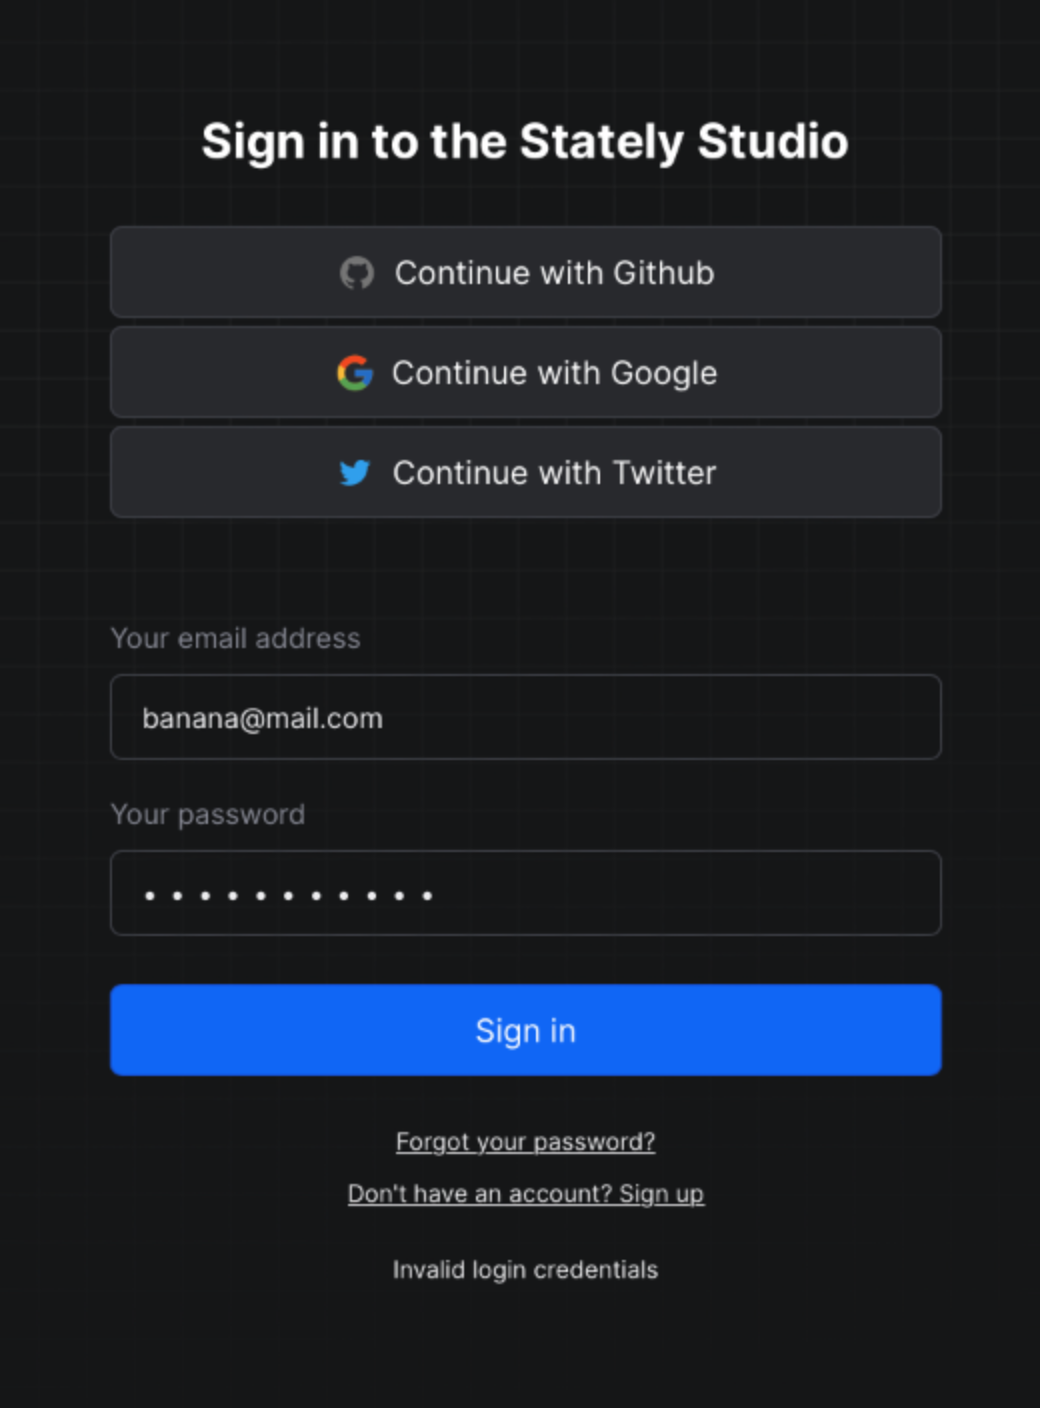 Sign in to the Stately Studio
Continue with Github
Continue with Google
Continue with Twitter
Your email address
banana@mail.com
Your password
• • • • • • • • • • •
Sign in
Forgot your password?
Don't have an account? Sign up
Invalid login credentials